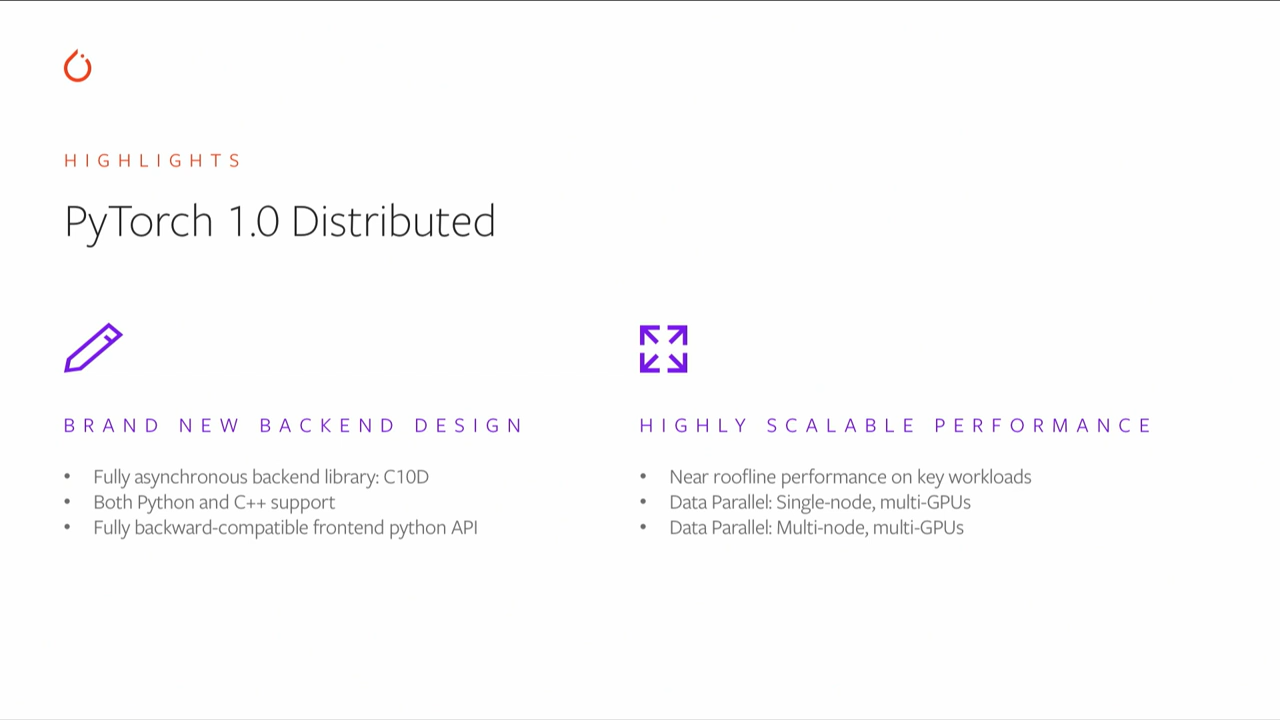 HIGHLIGHTS
PyTorch 1.0 Distributed
BRAND NEW BACKEND DESIGN
• Fully asynchronous backend library: C10D
• Both Python and C++ support
• Fully backward-compatible frontend python API
HIGHLY SCALABLE PERFORMANCE
• Near roofline performance on key workloads
• Data Parallel: Single-node, multi-GPUs
• Data Parallel: Multi-node, multi-GPUs